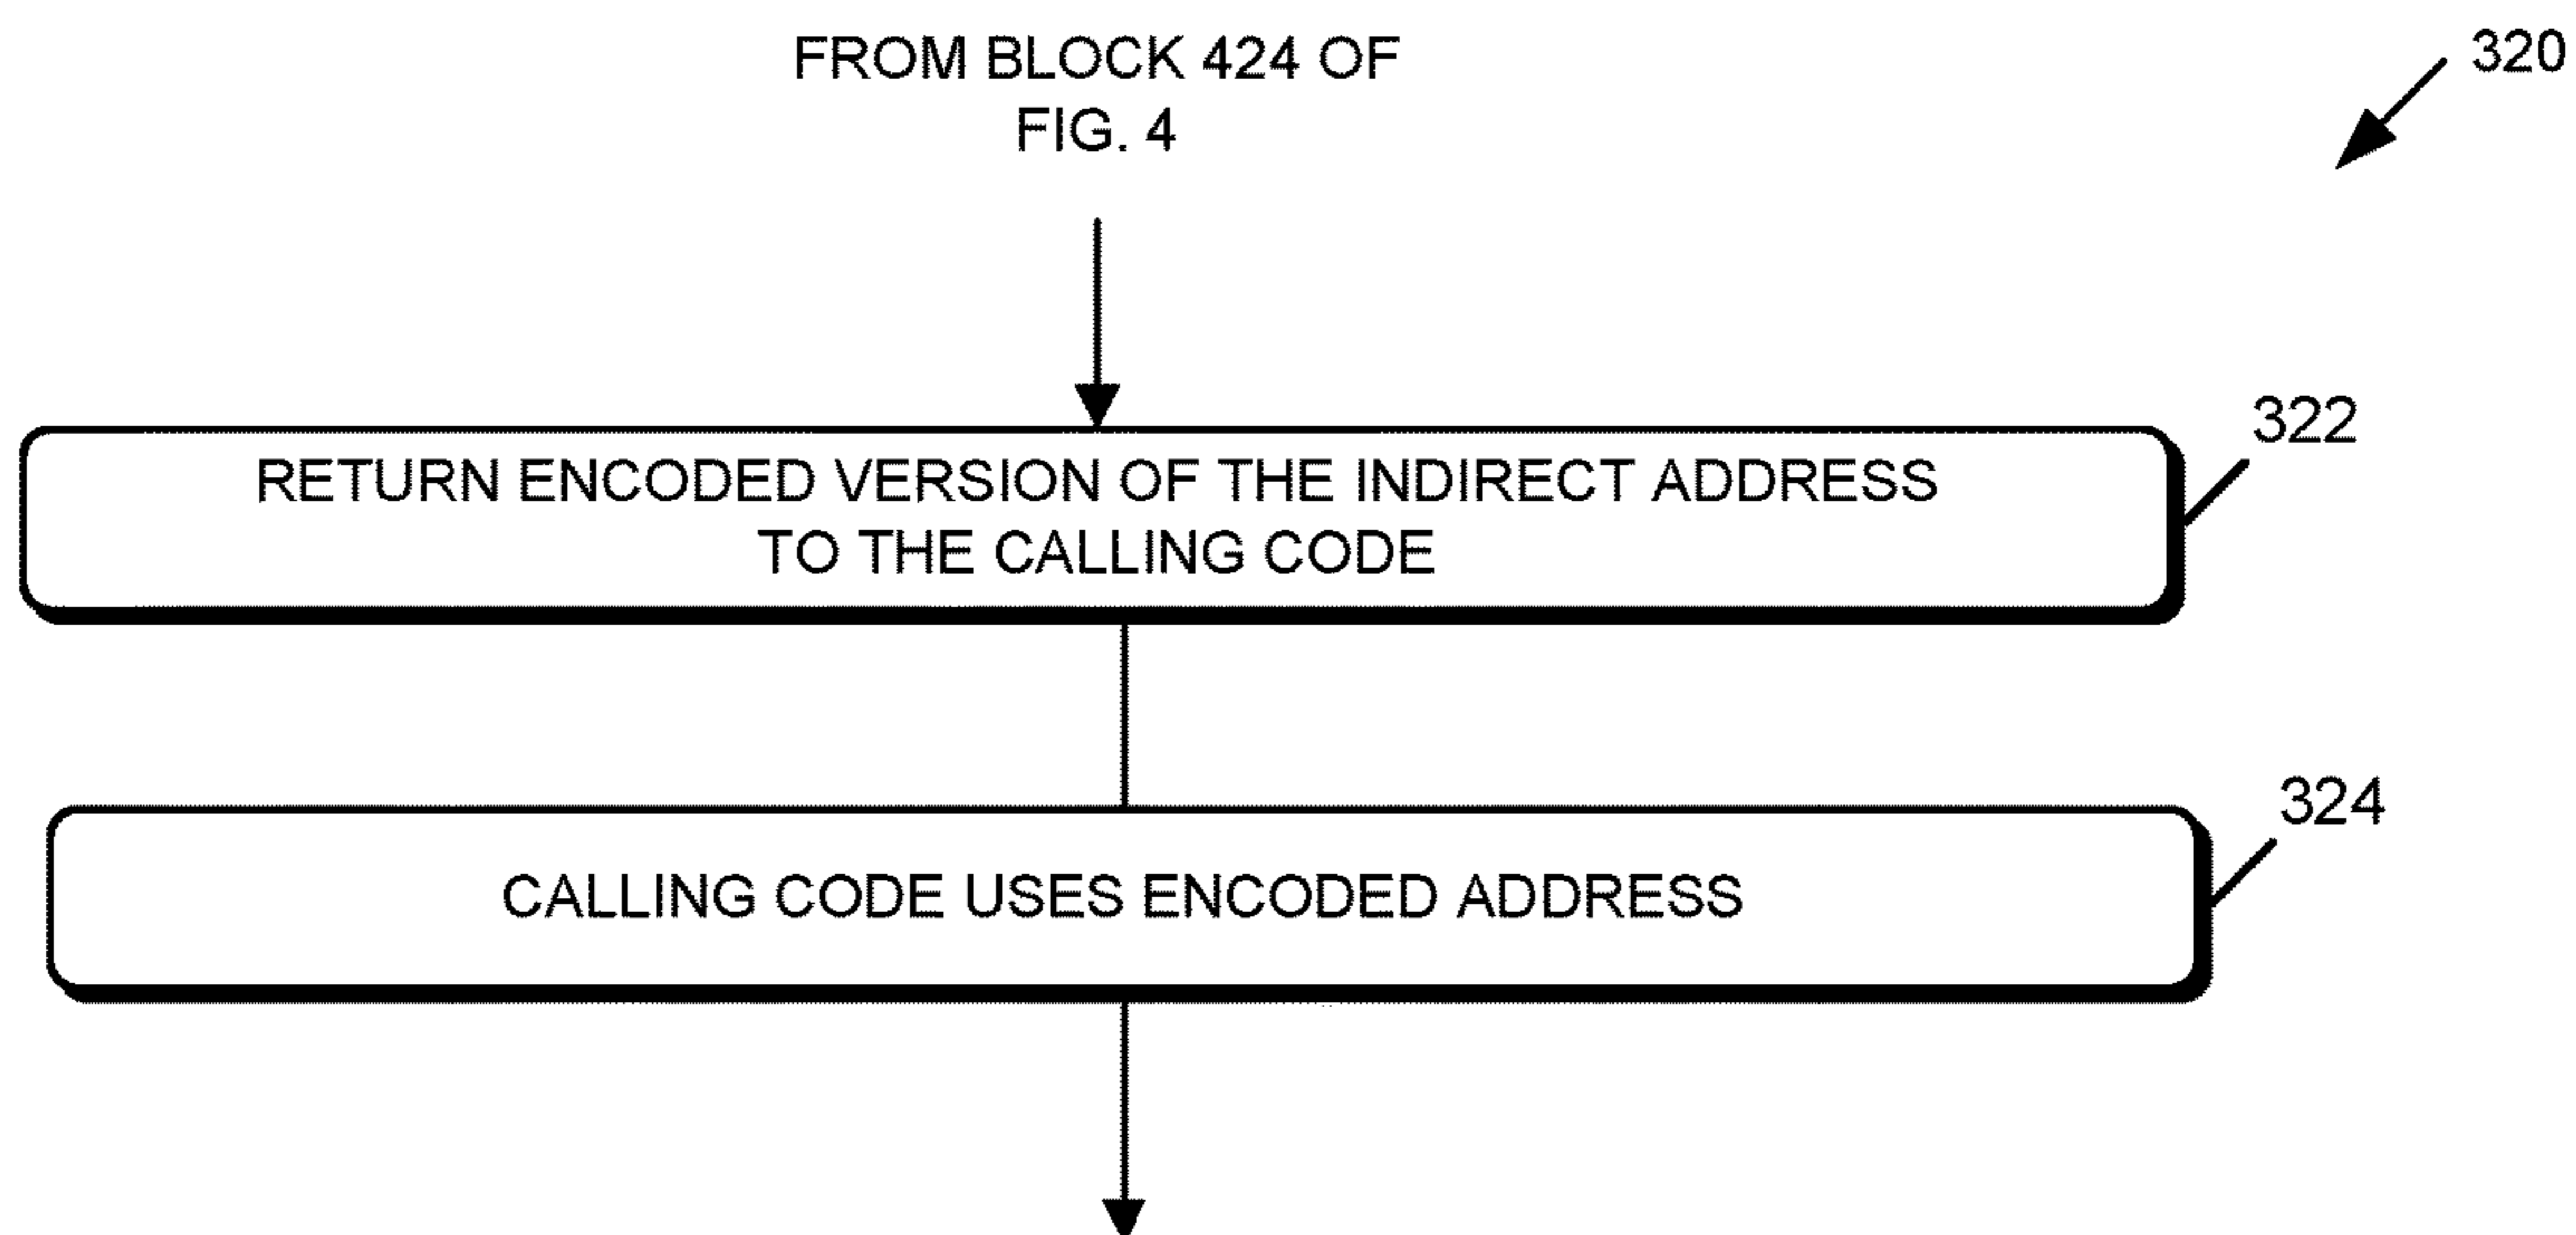 FROM BLOCK 424 OF
FIG. 4
320
322
RETURN ENCODED VERSION OF THE INDIRECT ADDRESS
TO THE CALLING CODE
324
CALLING CODE USES ENCODED ADDRESS